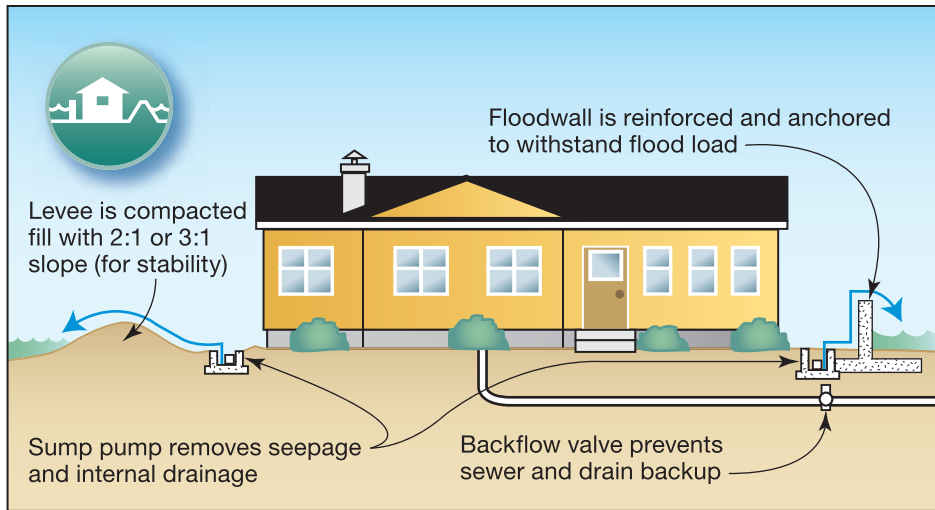 Floodwall is reinforced and anchored
to withstand flood load
Levee is compacted
fill with 2:1 or 3:1
slope (for stability)
Sump pump removes seepage
and internal drainage
Backflow valve prevents
sewer and drain backup